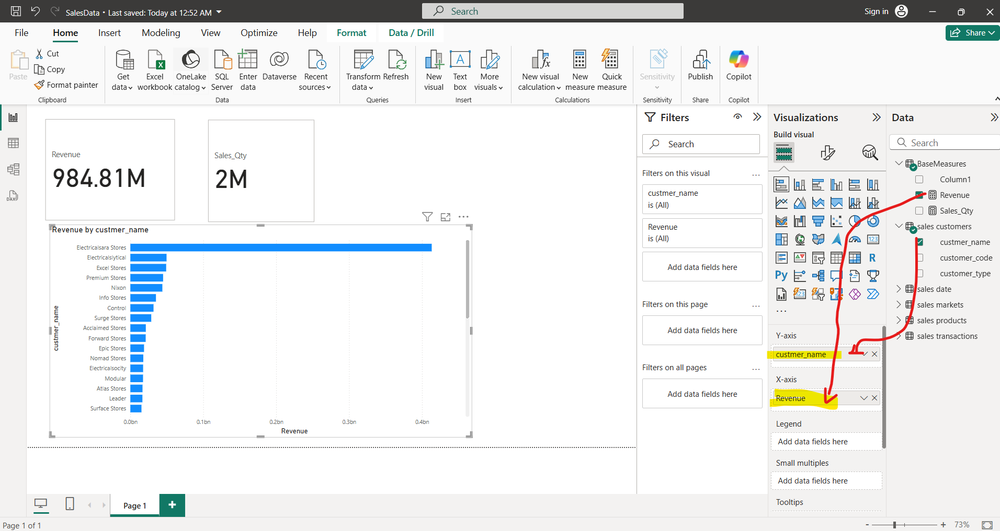 SalesData • Last saved: Today at 12:52 AM
Search
Sign in
File
Home
Insert
Modeling
View
Optimize
Help
Format
Data / Drill
Share
Paste
Cut
Copy
Format painter
Clipboard
Get data
Excel workbook
OneLake catalog
SQL Server
Enter data
Dataverse
Recent sources
Data
Transform data
Refresh
Queries
New visual
Text box
More visuals
Insert
New visual calculation
New measure
Quick measure
Calculations
Sensitivity
Sensitivity
Publish
Share
Copilot
Copilot
DAX
Revenue
984.81M
Sales_Qty
2M
Revenue by custmer_name
custmer_name
Electricalsara Stores
Electricalslytical
Excel Stores
Premium Stores
Nixon
Info Stores
Control
Surge Stores
Acclaimed Stores
Forward Stores
Epic Stores
Nomad Stores
Electricalsocity
Modular
Atlas Stores
Leader
Surface Stores
0.0bn
0.1bn
0.2bn
0.3bn
0.4bn
Revenue
Filters
Search
Filters on this visual
custmer_name
is (All)
Revenue
is (All)
Add data fields here
Filters on this page
Add data fields here
Filters on all pages
Add data fields here
Visualizations
Build visual
123
R
Py
123
Y-axis
custmer_name
X-axis
Revenue
Legend
Add data fields here
Small multiples
Add data fields here
Tooltips
Data
Search
BaseMeasures
Column1
Revenue
Sales_Qty
sales customers
custmer_name
customer_code
customer_type
sales date
sales markets
sales products
sales transactions
Page 1
Page 1 of 1
73%